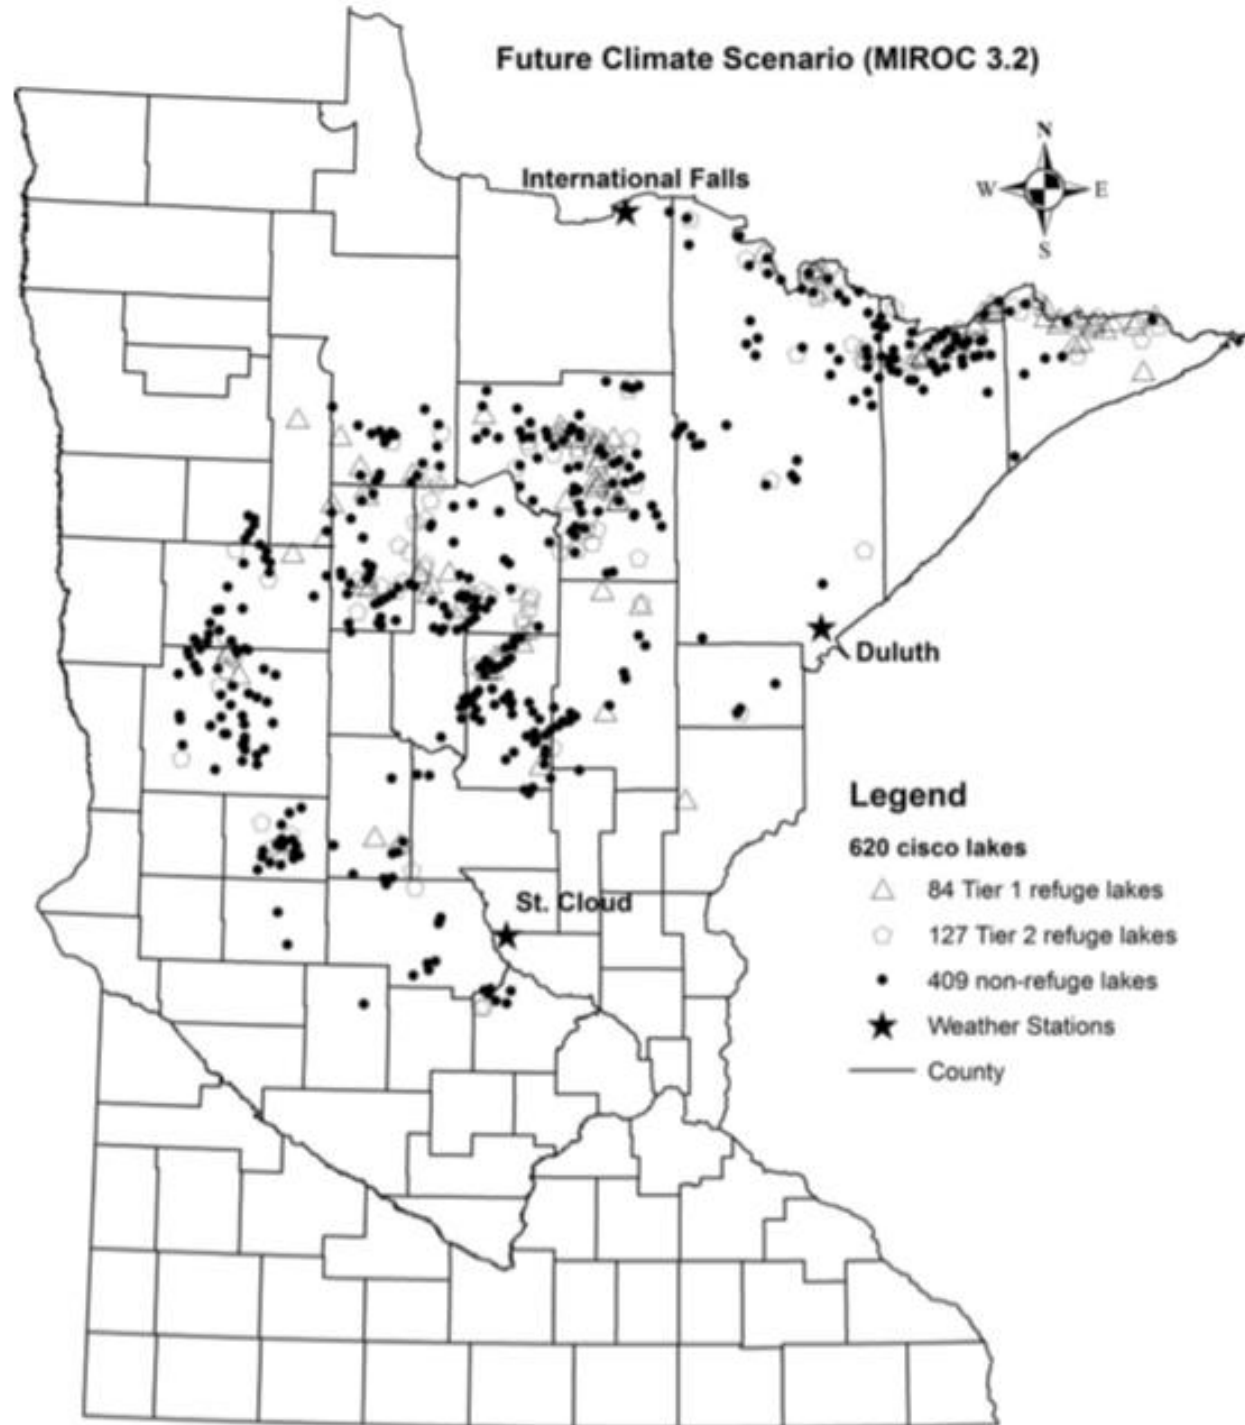 Future Climate Scenario (MIROC 3.2)
N
International Falls
W
E
S
Duluth
Legend
620 cisco lakes
84 Tier 1 refuge lakes
St. Cloud
127 Tier 2 refuge lakes
409 non-refuge lakes
Weather Stations
County